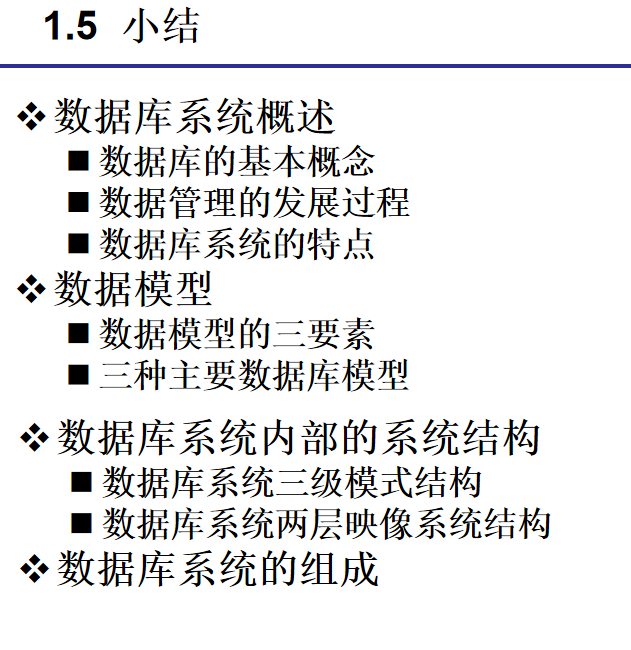 1.5 小结
❖数据库系统概述
■数据库的基本概念
■数据管理的发展过程
■数据库系统的特点
❖数据模型
■数据模型的三要素
■三种主要数据库模型
❖数据库系统内部的系统结构
■数据库系统三级模式结构
■数据库系统两层映像系统结构
❖数据库系统的组成